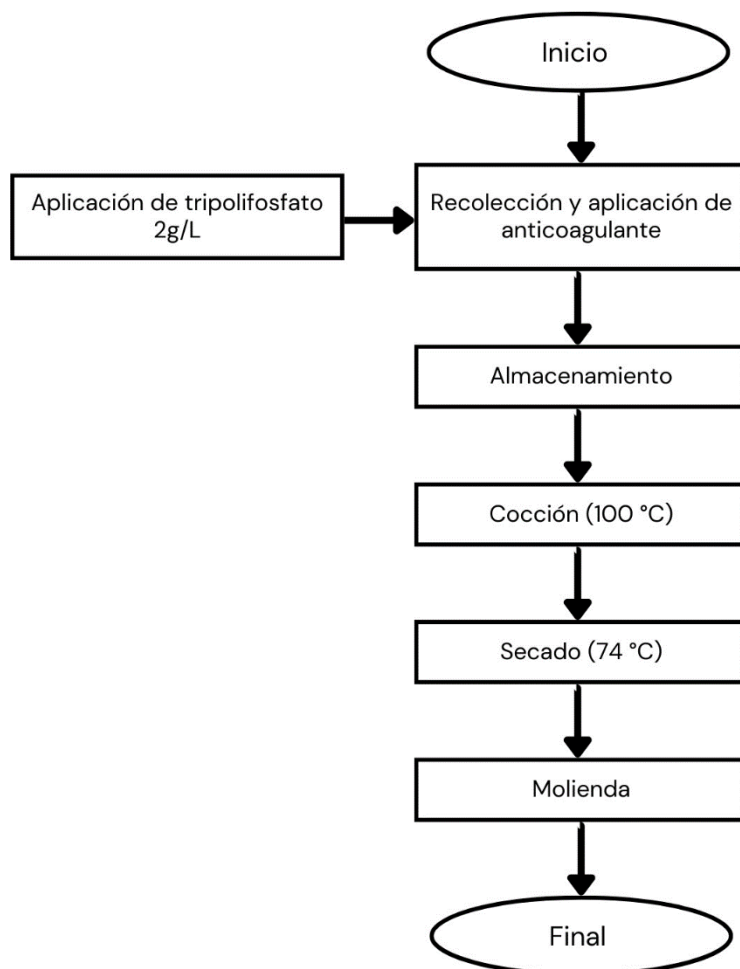 Inicio
Aplicación de tripolifosfato
2g/L
Recolección y aplicación de
anticoagulante
Almacenamiento
Cocción (100 °C)
Secado (74 °C)
Molienda
Final